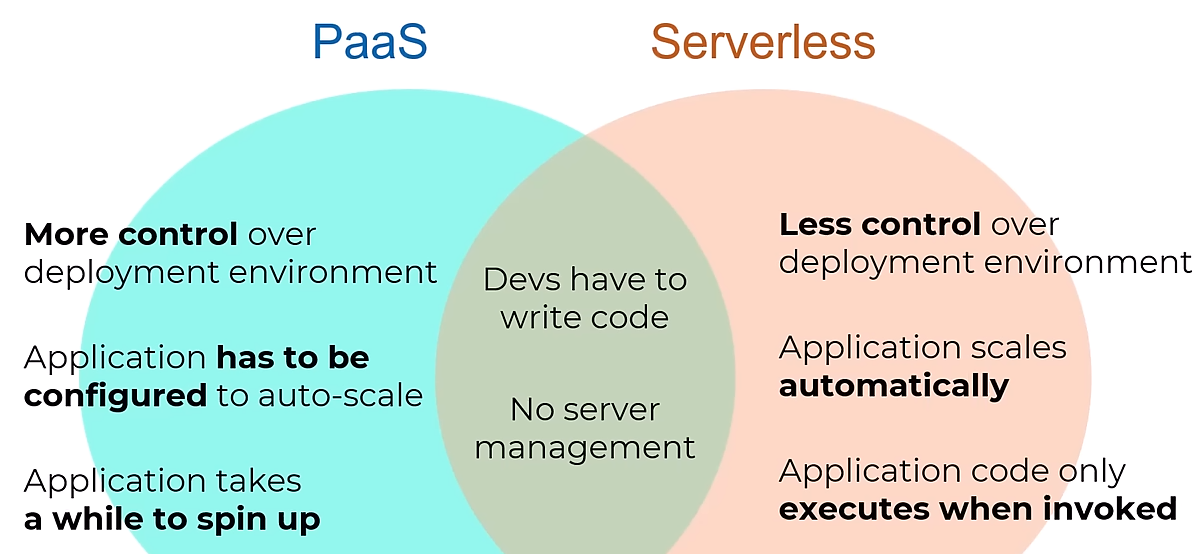 PaaS
Serverless
More control over
deployment environment
Application has to be
configured to auto-scale
Application takes
a while to spin up
Devs have to
write code
No server
management
Less control over
deployment environment
Application scales
automatically
Application code only
executes when invoked